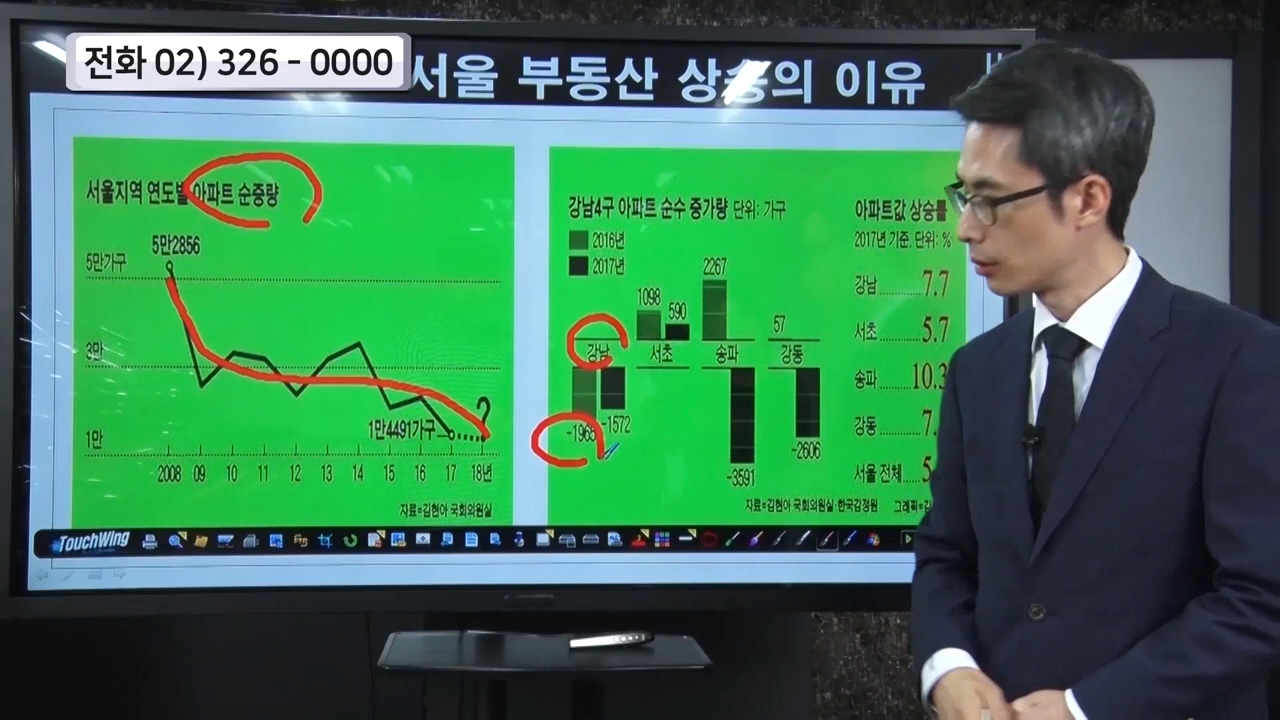 전화 02) 326 - 0000
서울 부동산 상승의 이유
서울지역 연도별 아파트 순증량
5만2856
5만가구
3만
1만4491가구
?
1만
2008 09 10 11 12 13 14 15 16 17 18년
자료=김현아 국회의원실
강남4구 아파트 순수 증가량 단위: 가구
2016년
2017년
1098
590
2267
57
강남 서초 송파 강동
-1965
-1572
-3591
-2606
자료=김현아 국회의원실·한국감정원
아파트값 상승률
2017년 기준. 단위: %
강남 7.7
서초 5.7
송파 10.3
강동 7.
서울 전체 5
TouchWing